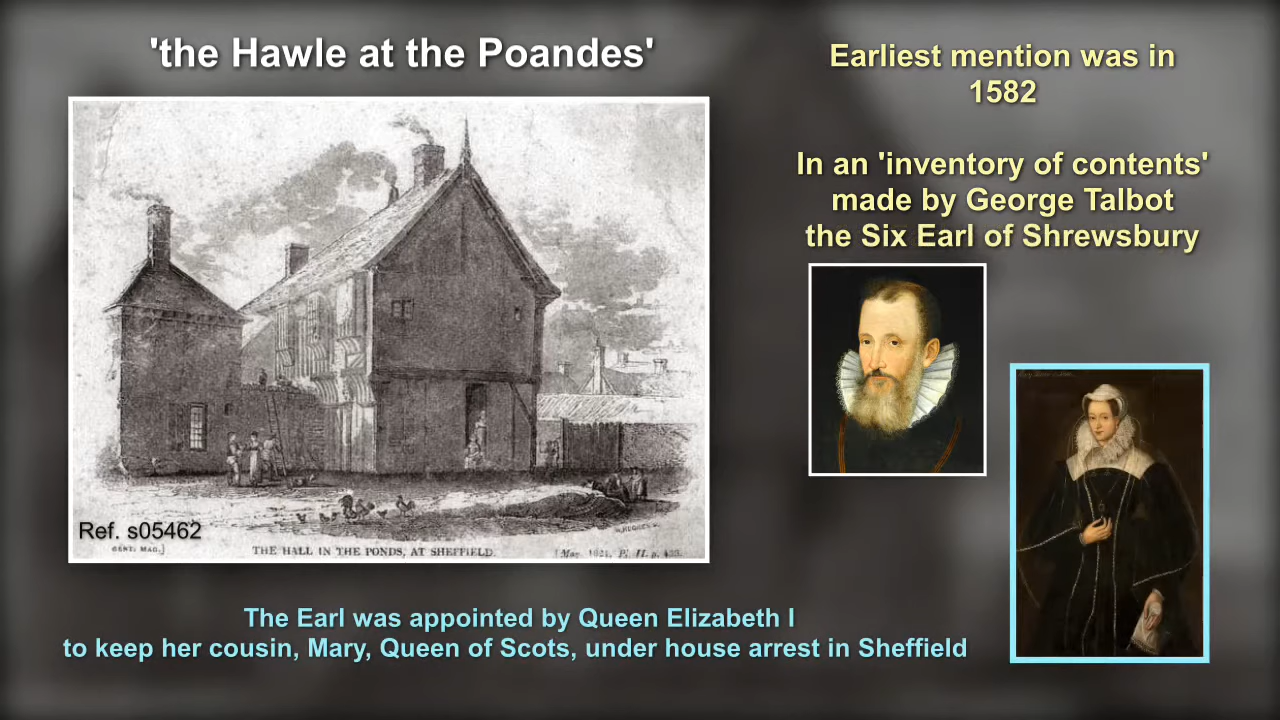 'the Hawle at the Poandes'
Earliest mention was in
1582
In an 'inventory of contents'
made by George Talbot
the Six Earl of Shrewsbury
Ref. s05462
GENT. MAG.]
THE HALL IN THE PONDS, AT SHEFFIELD.
The Earl was appointed by Queen Elizabeth I
to keep her cousin, Mary, Queen of Scots, under house arrest in Sheffield